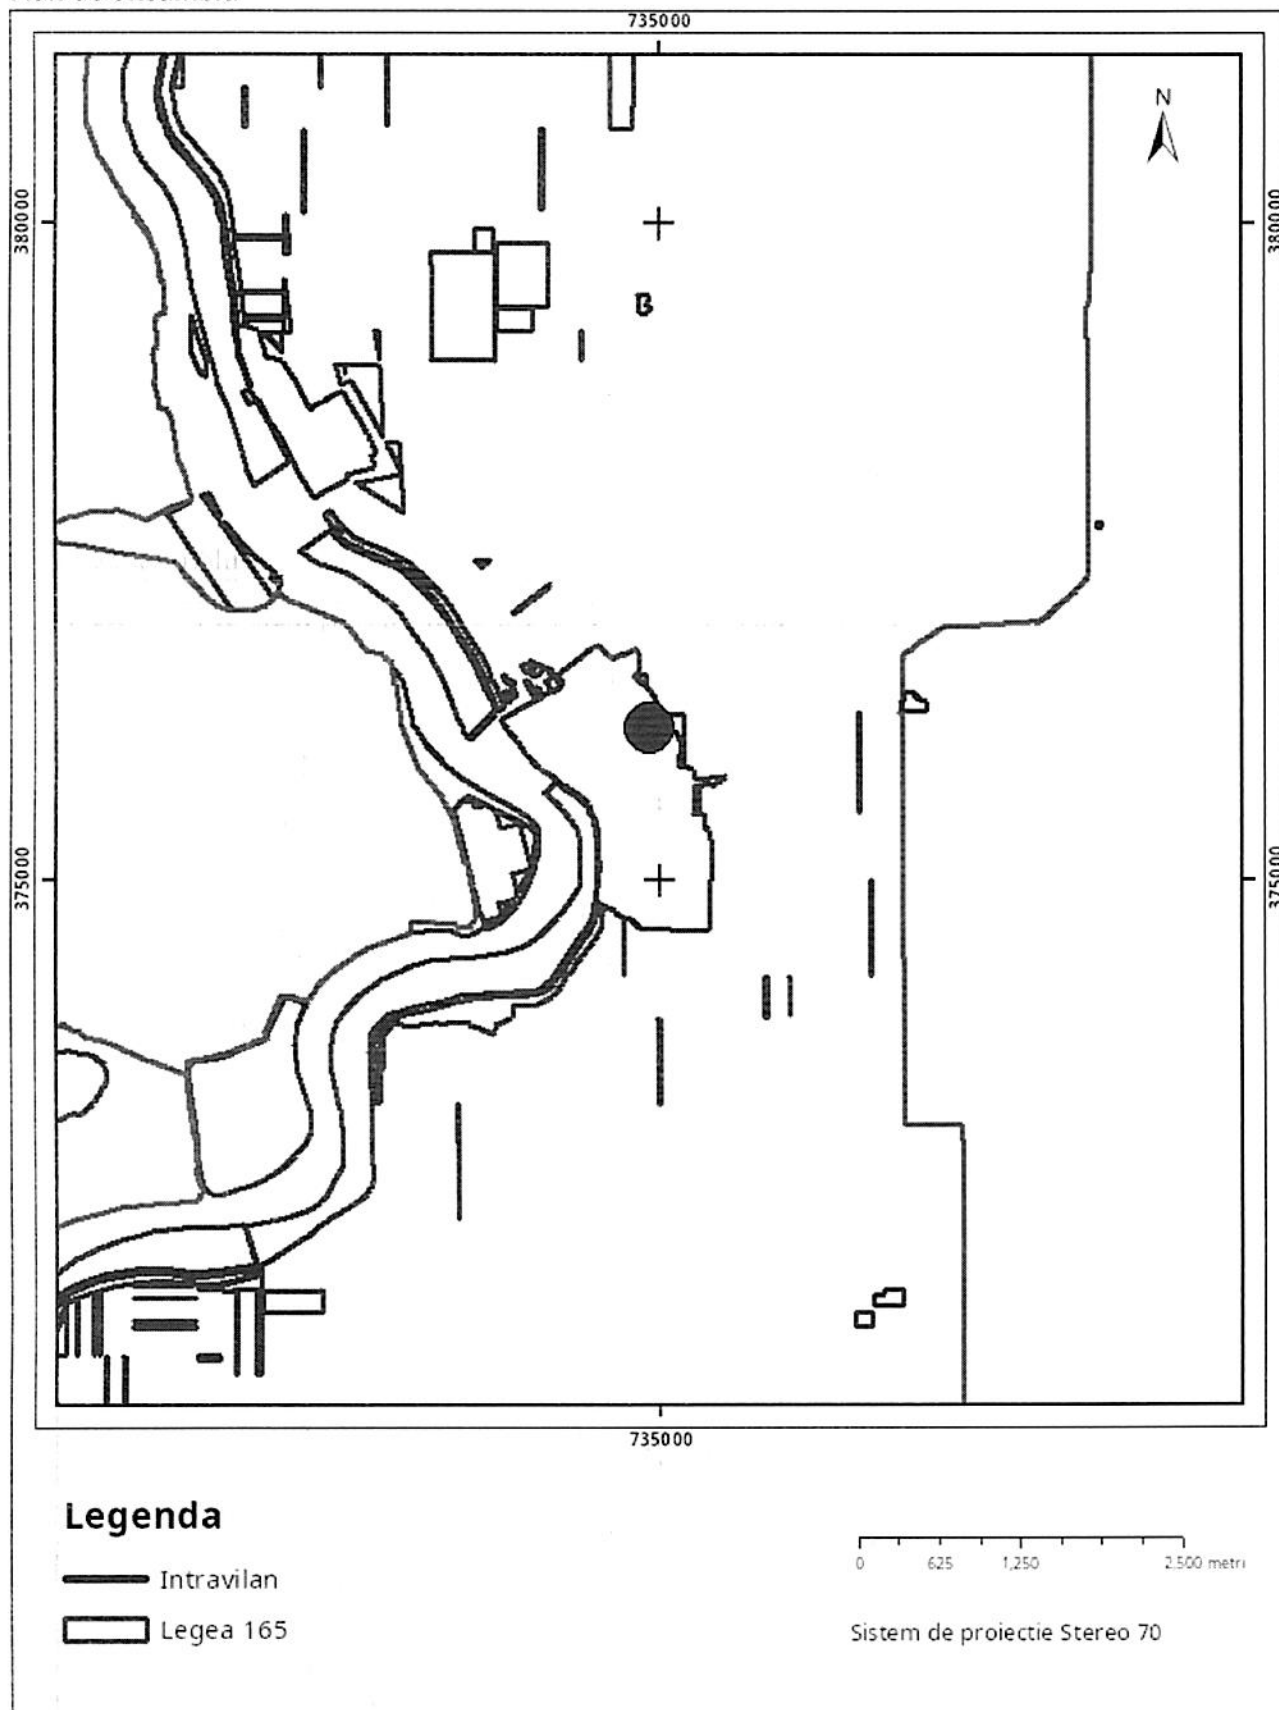 735000
N
380000
380000
375000
375000
735000
Legenda
Intravilan
Legea 165
0 625 1,250 2.500 metri
Sistem de proiectie Stereo 70